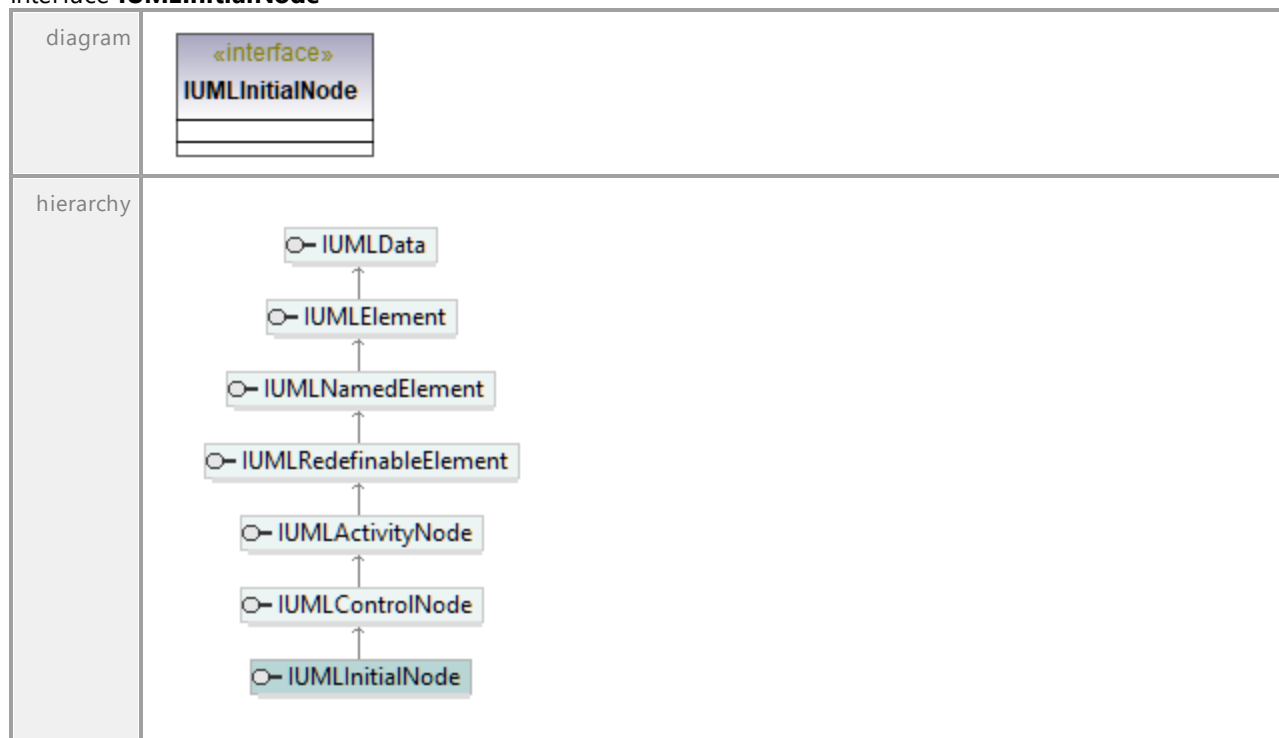 interface IUMLInitialNode
diagram
«interface»
IUMLInitialNode
hierarchy
IUMLData
IUMLElement
IUMLNamedElement
IUMLRedefinableElement
IUMLActivityNode
IUMLControlNode
IUMLInitialNode